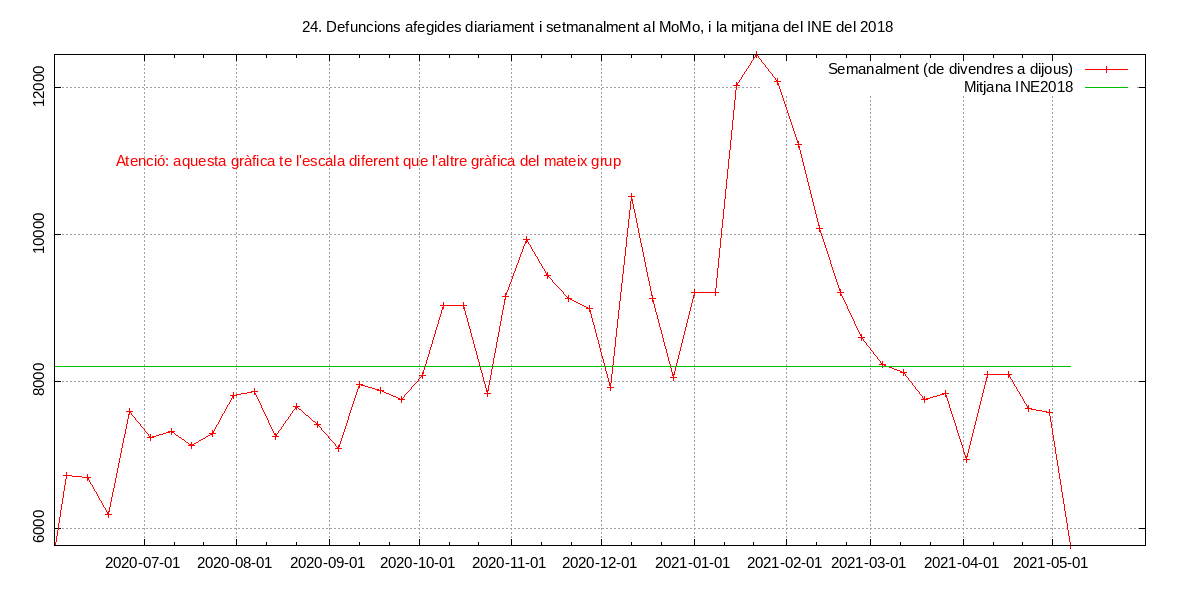 24. Defuncions afegides diariament i setmanalment al MoMo, i la mitjana del INE del 2018
Semanalment (de divendres a dijous)
Mitjana INE2018
12000
Atenció: aquesta gràfica te l'escala diferent que l'altre gràfica del mateix grup
10000
8000
6000
2020-07-01 2020-08-01 2020-09-01 2020-10-01 2020-11-01 2020-12-01 2021-01-01 2021-02-01 2021-03-01 2021-04-01 2021-05-01